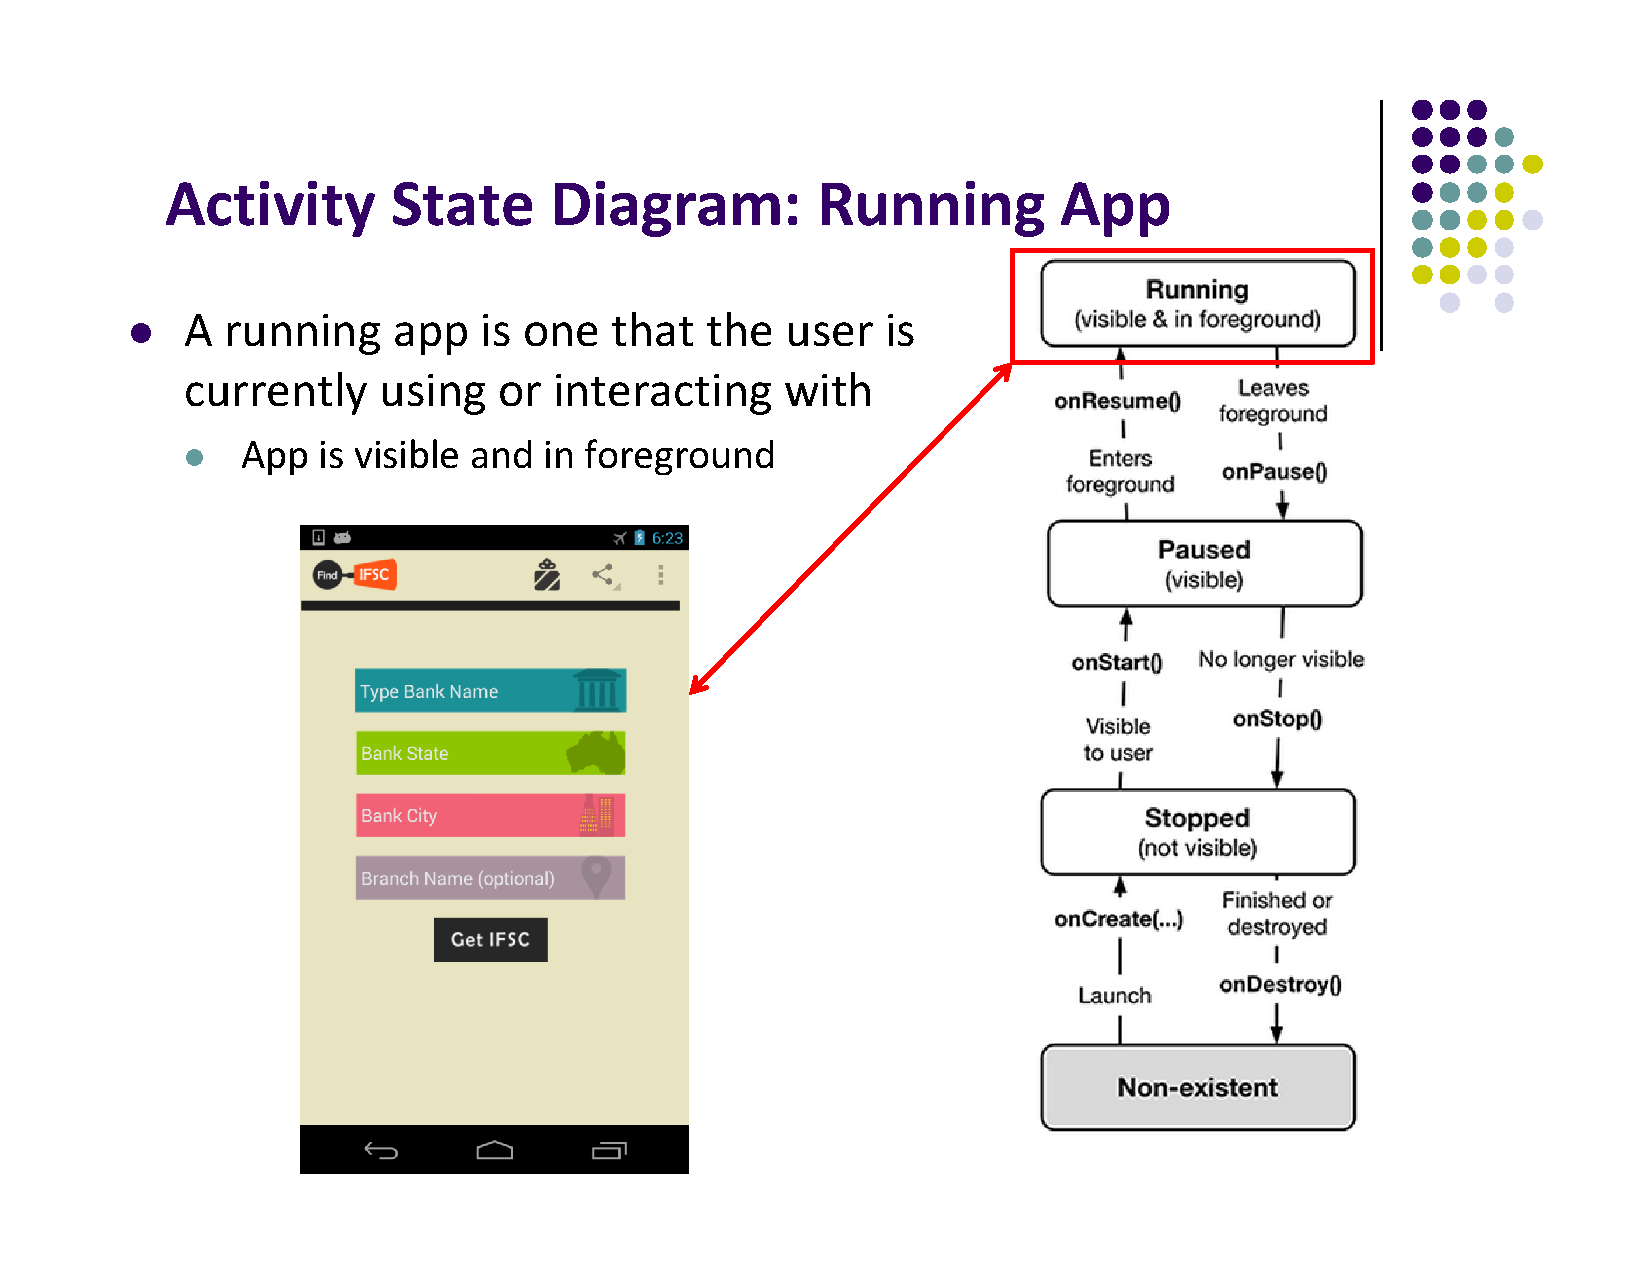 Activity State Diagram: Running App
A running app is one that the user is
currently using or interacting with
App is visible and in foreground
6:23
Find
IFSC
Type Bank Name
Bank State
Bank City
Branch Name (optional)
Get IFSC
Running
(visible & in foreground)
onResume()
Enters
foreground
Leaves
foreground
onPause()
Paused
(visible)
onStart()
Visible
to user
No longer visible
onStop()
Stopped
(not visible)
onCreate(...)
Launch
Finished or
destroyed
onDestroy()
Non-existent